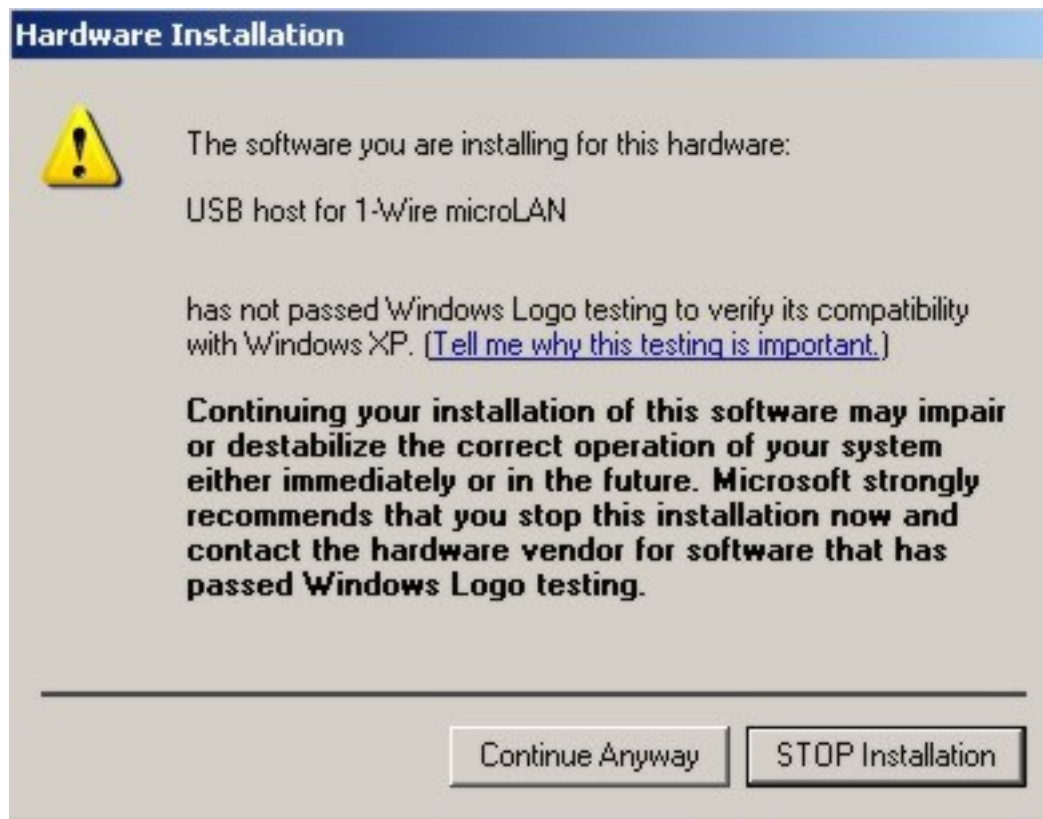 Hardware Installation
The software you are installing for this hardware:
USB host for 1-Wire microLAN
has not passed Windows Logo testing to verify its compatibility
with Windows XP. (Tell me why this testing is important.)
Continuing your installation of this software may impair
or destabilize the correct operation of your system
either immediately or in the future. Microsoft strongly
recommends that you stop this installation now and
contact the hardware vendor for software that has
passed Windows Logo testing.
Continue Anyway
STOP Installation